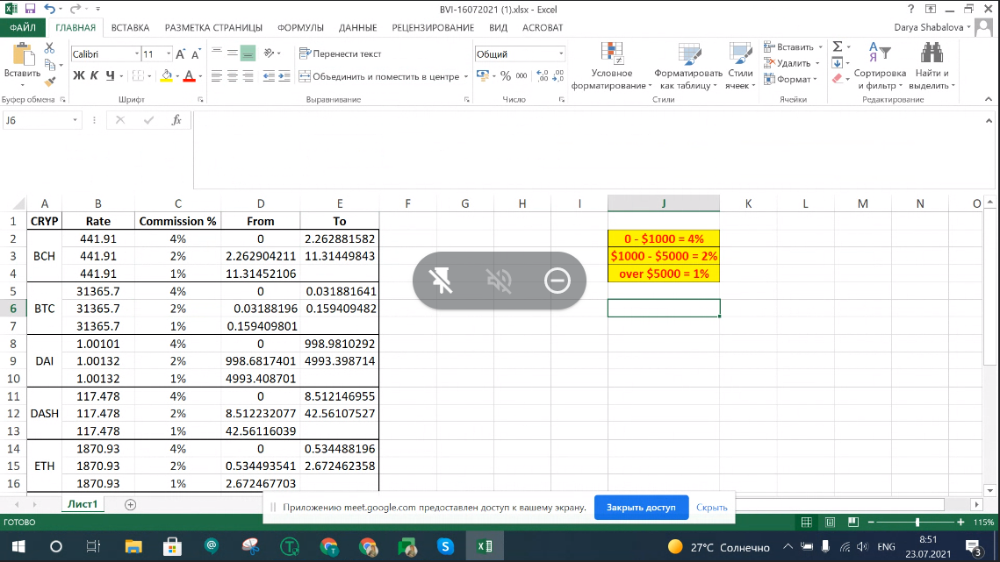 BVI-16072021 (1).xlsx - Excel
ФАЙЛ ГЛАВНАЯ ВСТАВКА РАЗМЕТКА СТРАНИЦЫ ФОРМУЛЫ ДАННЫЕ РЕЦЕНЗИРОВАНИЕ ВИД ACROBAT Darya Shabalova
Calibri 11 Перенести текст Общий Вставить Σ
Вставить Ж К Ч Объединить и поместить в центре % 000 Условное Форматировать Стили Удалить Сортировка Найти и
форматирование как таблицу ячеек Формат и фильтр выделить
Буфер обмена Шрифт Выравнивание Число Стили Ячейки Редактирование
J6 fx
A B C D E F G H I J K L M N O
1 CRYP Rate Commission % From To
2 441.91 4% 0 2.262881582 0 - $1000 = 4%
3 BCH 441.91 2% 2.262904211 11.31449843 $1000 - $5000 = 2%
4 441.91 1% 11.31452106 over $5000 = 1%
5 31365.7 4% 0 0.031881641
6 BTC 31365.7 2% 0.03188196 0.159409482
7 31365.7 1% 0.159409801
8 1.00101 4% 0 998.9810292
9 DAI 1.00132 2% 998.6817401 4993.398714
10 1.00132 1% 4993.408701
11 117.478 4% 0 8.512146955
12 DASH 117.478 2% 8.512232077 42.56107527
13 117.478 1% 42.56116039
14 1870.93 4% 0 0.534488196
15 ETH 1870.93 2% 0.534493541 2.672462358
16 1870.93 1% 2.672467703
Лист1
Приложению meet.google.com предоставлен доступ к вашему экрану. Закрыть доступ Скрыть
ГОТОВО 115%
27°C Солнечно ENG 8:51
23.07.2021 3